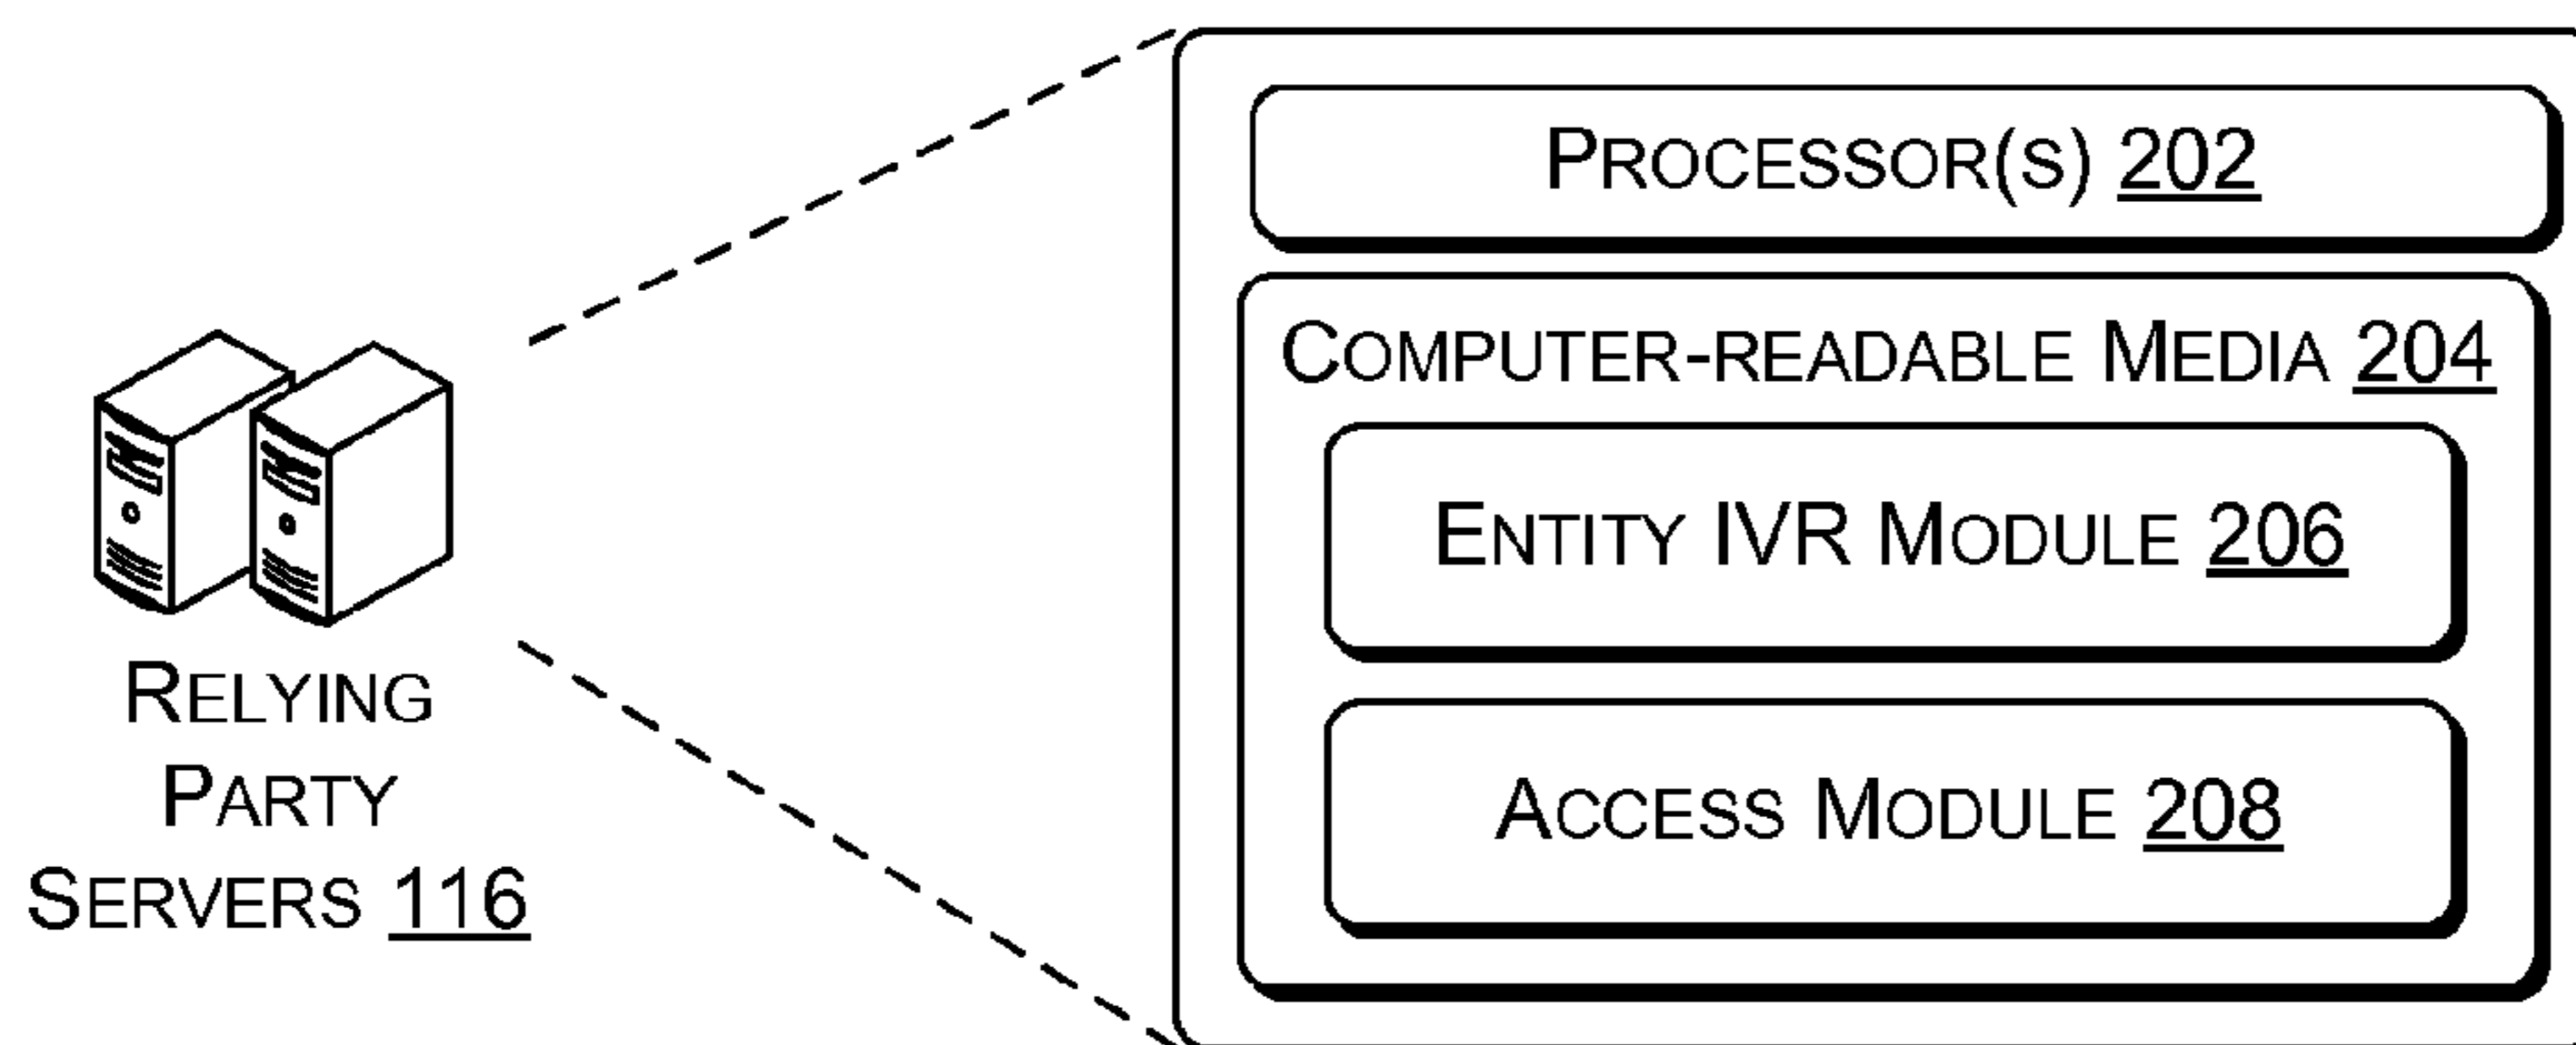 PROCESSOR(S) 202
COMPUTER-READABLE MEDIA 204
ENTITY IVR MODULE 206
ACCESS MODULE 208
RELYING
PARTY
SERVERS 116